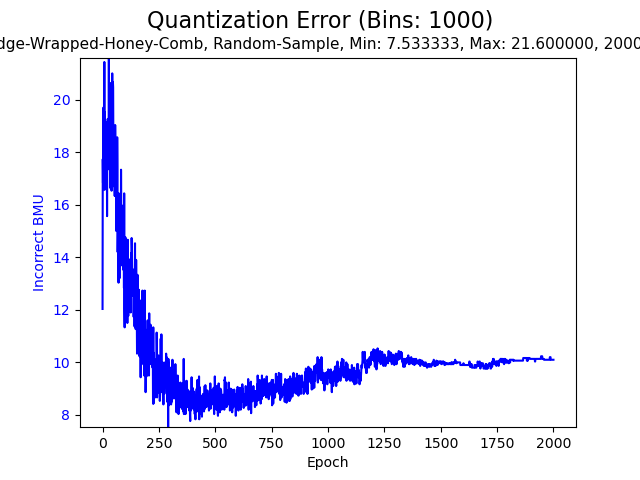 Quantization Error (Bins: 1000)
dge-Wrapped-Honey-Comb, Random-Sample, Min: 7.533333, Max: 21.600000, 2000
Incorrect BMU
20
18
16
14
12
10
8
0 250 500 750 1000 1250 1500 1750 2000
Epoch